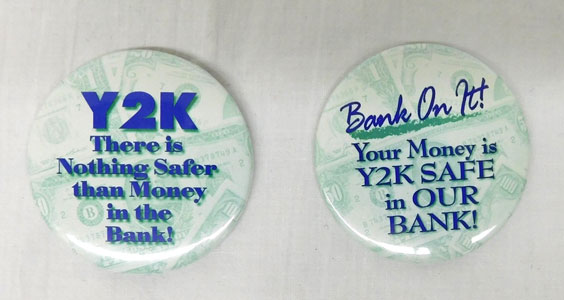 Y2K
There is
Nothing Safer
than Money
in the
Bank!
Bank On It!
Your Money is
Y2K SAFE
in OUR
BANK!